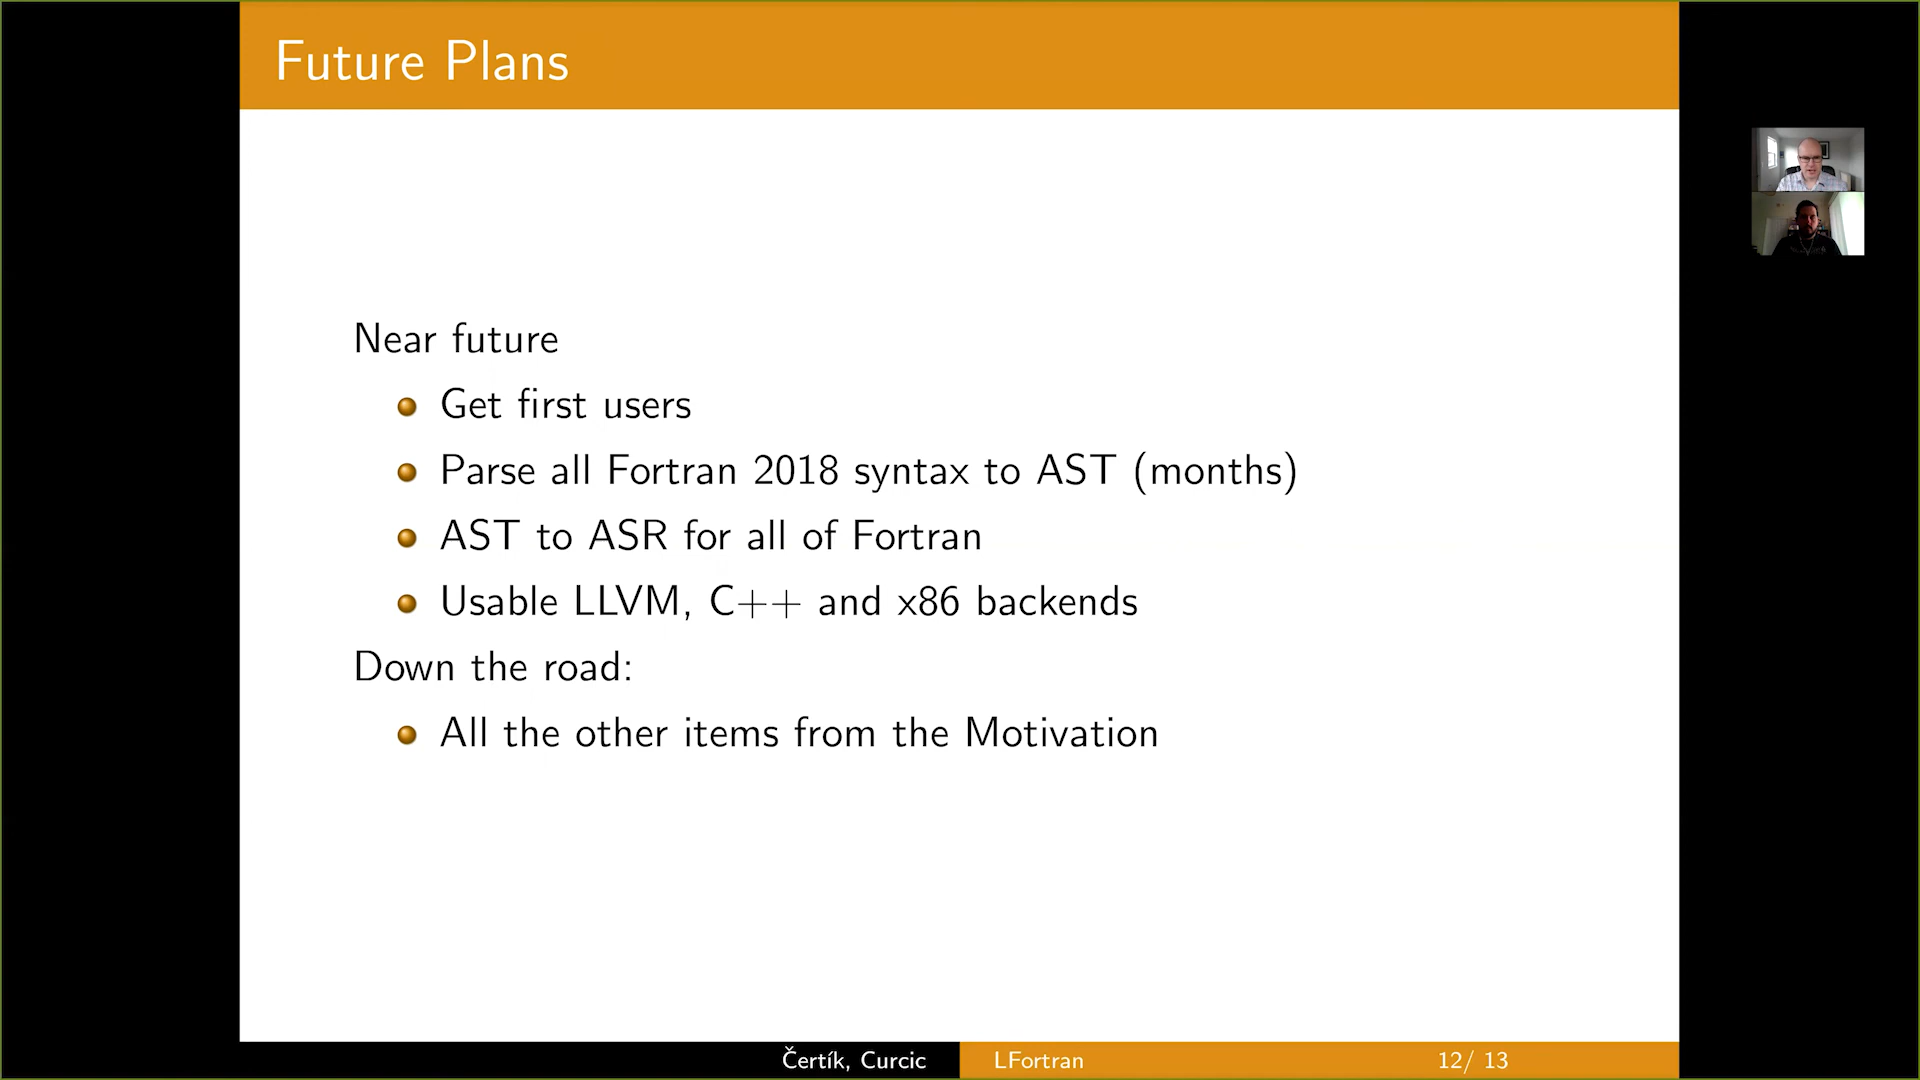 Future Plans
Near future
Get first users
Parse all Fortran 2018 syntax to AST (months)
AST to ASR for all of Fortran
Usable LLVM, C++ and x86 backends
Down the road:
All the other items from the Motivation
Čertík, Curcic
LFortran
12/ 13